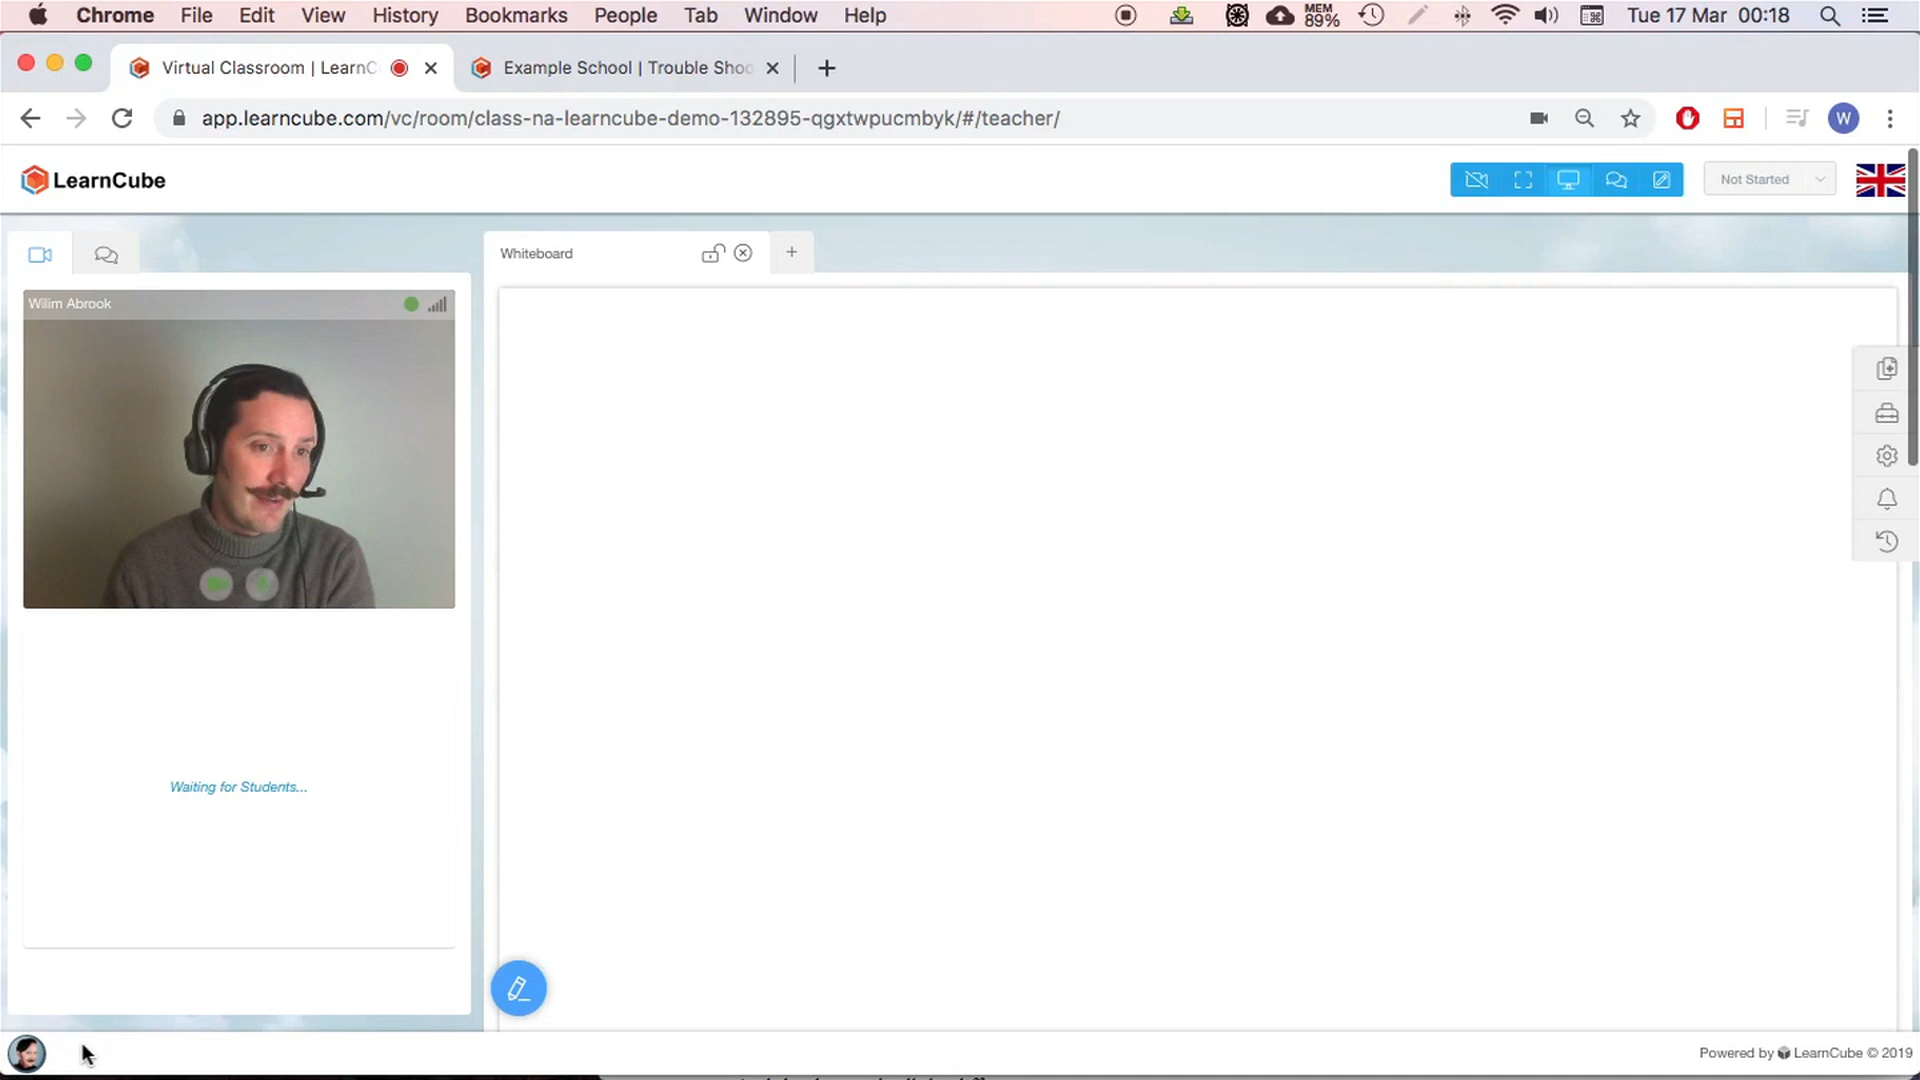 Chrome File Edit View History Bookmarks People Tab Window Help MEM 89% Tue 17 Mar 00:18
Virtual Classroom | LearnC Example School | Trouble Shoo
app.learncube.com/vc/room/class-na-learncube-demo-132895-qgxtwpucmbyk/#/teacher/ W
LearnCube Not Started
Whiteboard
Wilim Abrook
Waiting for Students...
Powered by LearnCube © 2019